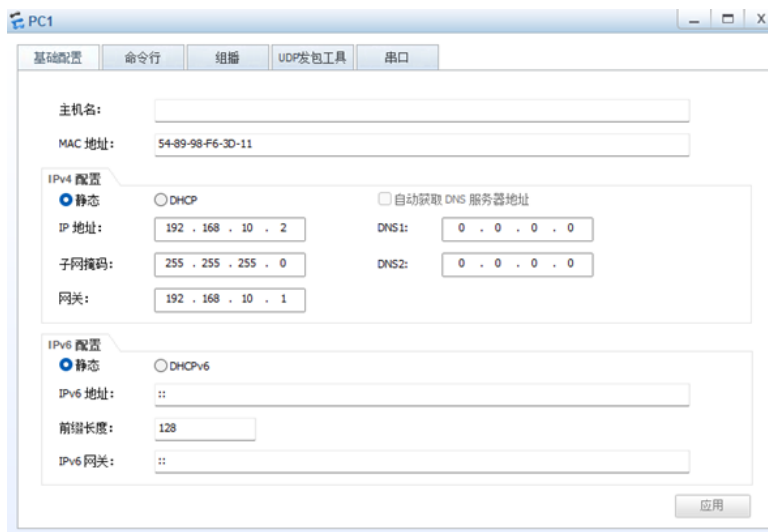 PC1
基础配置 命令行 组播 UDP发包工具 串口
主机名:
MAC 地址: 54-89-98-F6-3D-11
IPv4 配置
静态 DHCP 自动获取 DNS 服务器地址
IP 地址: 192 . 168 . 10 . 2 DNS1: 0 . 0 . 0 . 0
子网掩码: 255 . 255 . 255 . 0 DNS2: 0 . 0 . 0 . 0
网关: 192 . 168 . 10 . 1
IPv6 配置
静态 DHCPv6
IPv6 地址: ::
前缀长度: 128
IPv6 网关: ::
应用